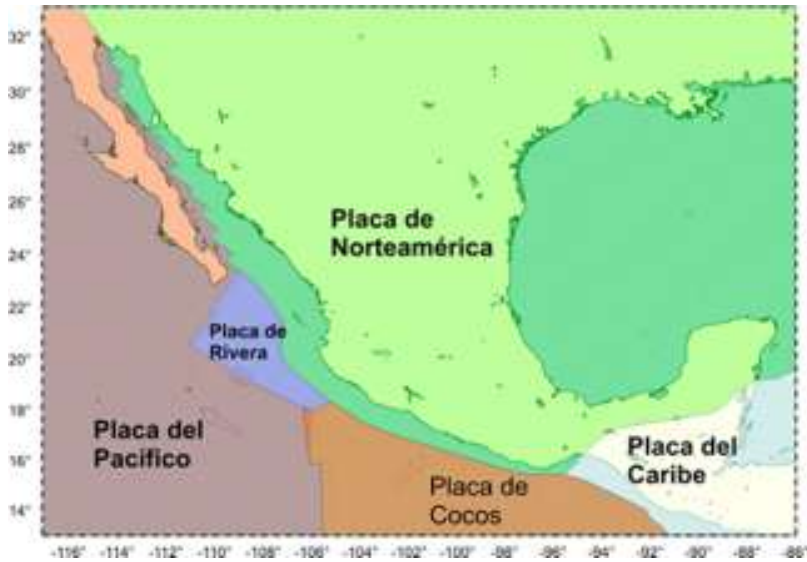 32°
30°
28°
26°
24°
22°
20°
18°
16°
14°
Placa de
Norteamérica
Placa de
Rivera
Placa del
Pacifico
Placa del
Caribe
Placa de
Cocos
-116° -114° -112° -110° -108° -106° -104° -102° -100° -98° -96° -94° -92° -90° -88° -86°